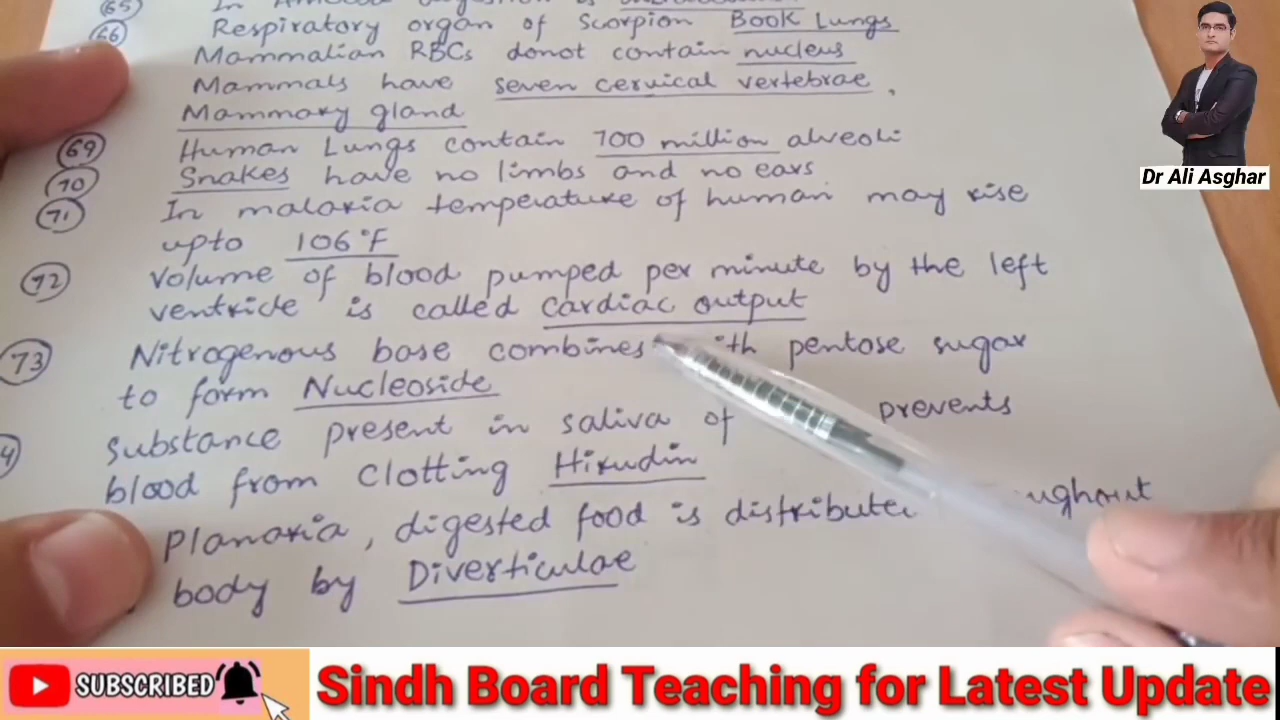 65
66 Respiratory organ of Scorpion Book Lungs
Mammalian RBCs donot contain nucleus
Mammals have seven cervical vertebrae,
Mammary gland
69 Human Lungs contain 700 million alveoli
70 Snakes have no limbs and no ears
71 In malaria temperature of human may rise
upto 106°F
72 Volume of blood pumped per minute by the left
ventricle is called cardiac output
73 Nitrogenous base combines with pentose sugar
to form Nucleoside
4 Substance present in saliva of prevents
blood from Clotting Hirudin
Planaria, digested food is distributed
body by Diverticulae
Dr Ali Asghar
SUBSCRIBED
Sindh Board Teaching for Latest Update